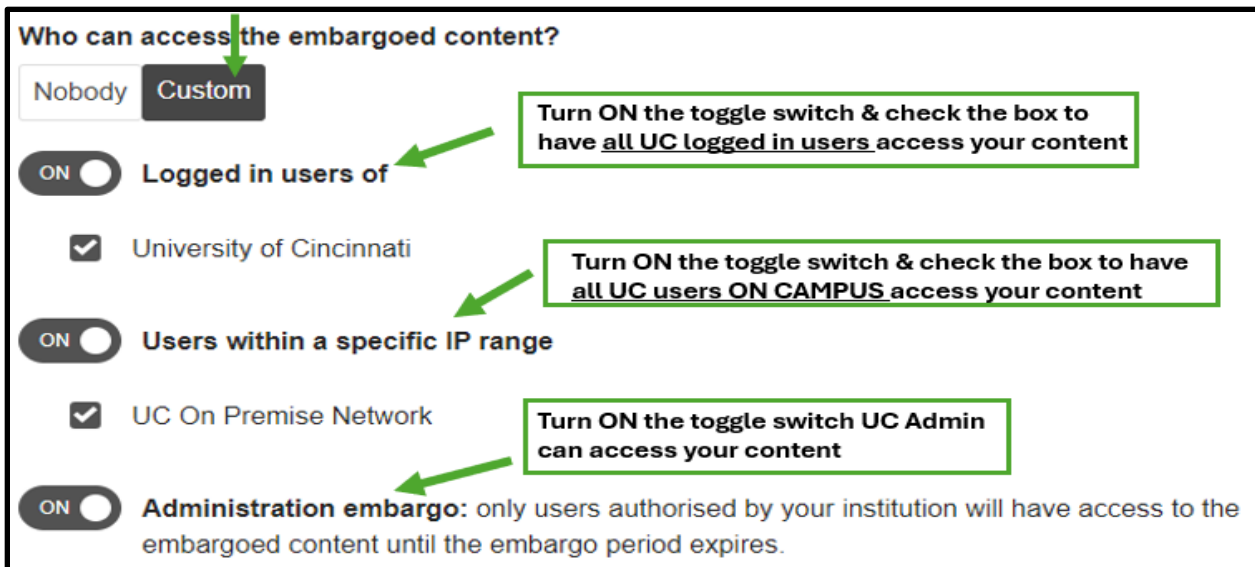 Who can access the embargoed content?
Nobody Custom
Turn ON the toggle switch & check the box to
have all UC logged in users access your content
ON Logged in users of
University of Cincinnati
Turn ON the toggle switch & check the box to have
all UC users ON CAMPUS access your content
ON Users within a specific IP range
UC On Premise Network
Turn ON the toggle switch UC Admin
can access your content
ON Administration embargo: only users authorised by your institution will have access to the
embargoed content until the embargo period expires.